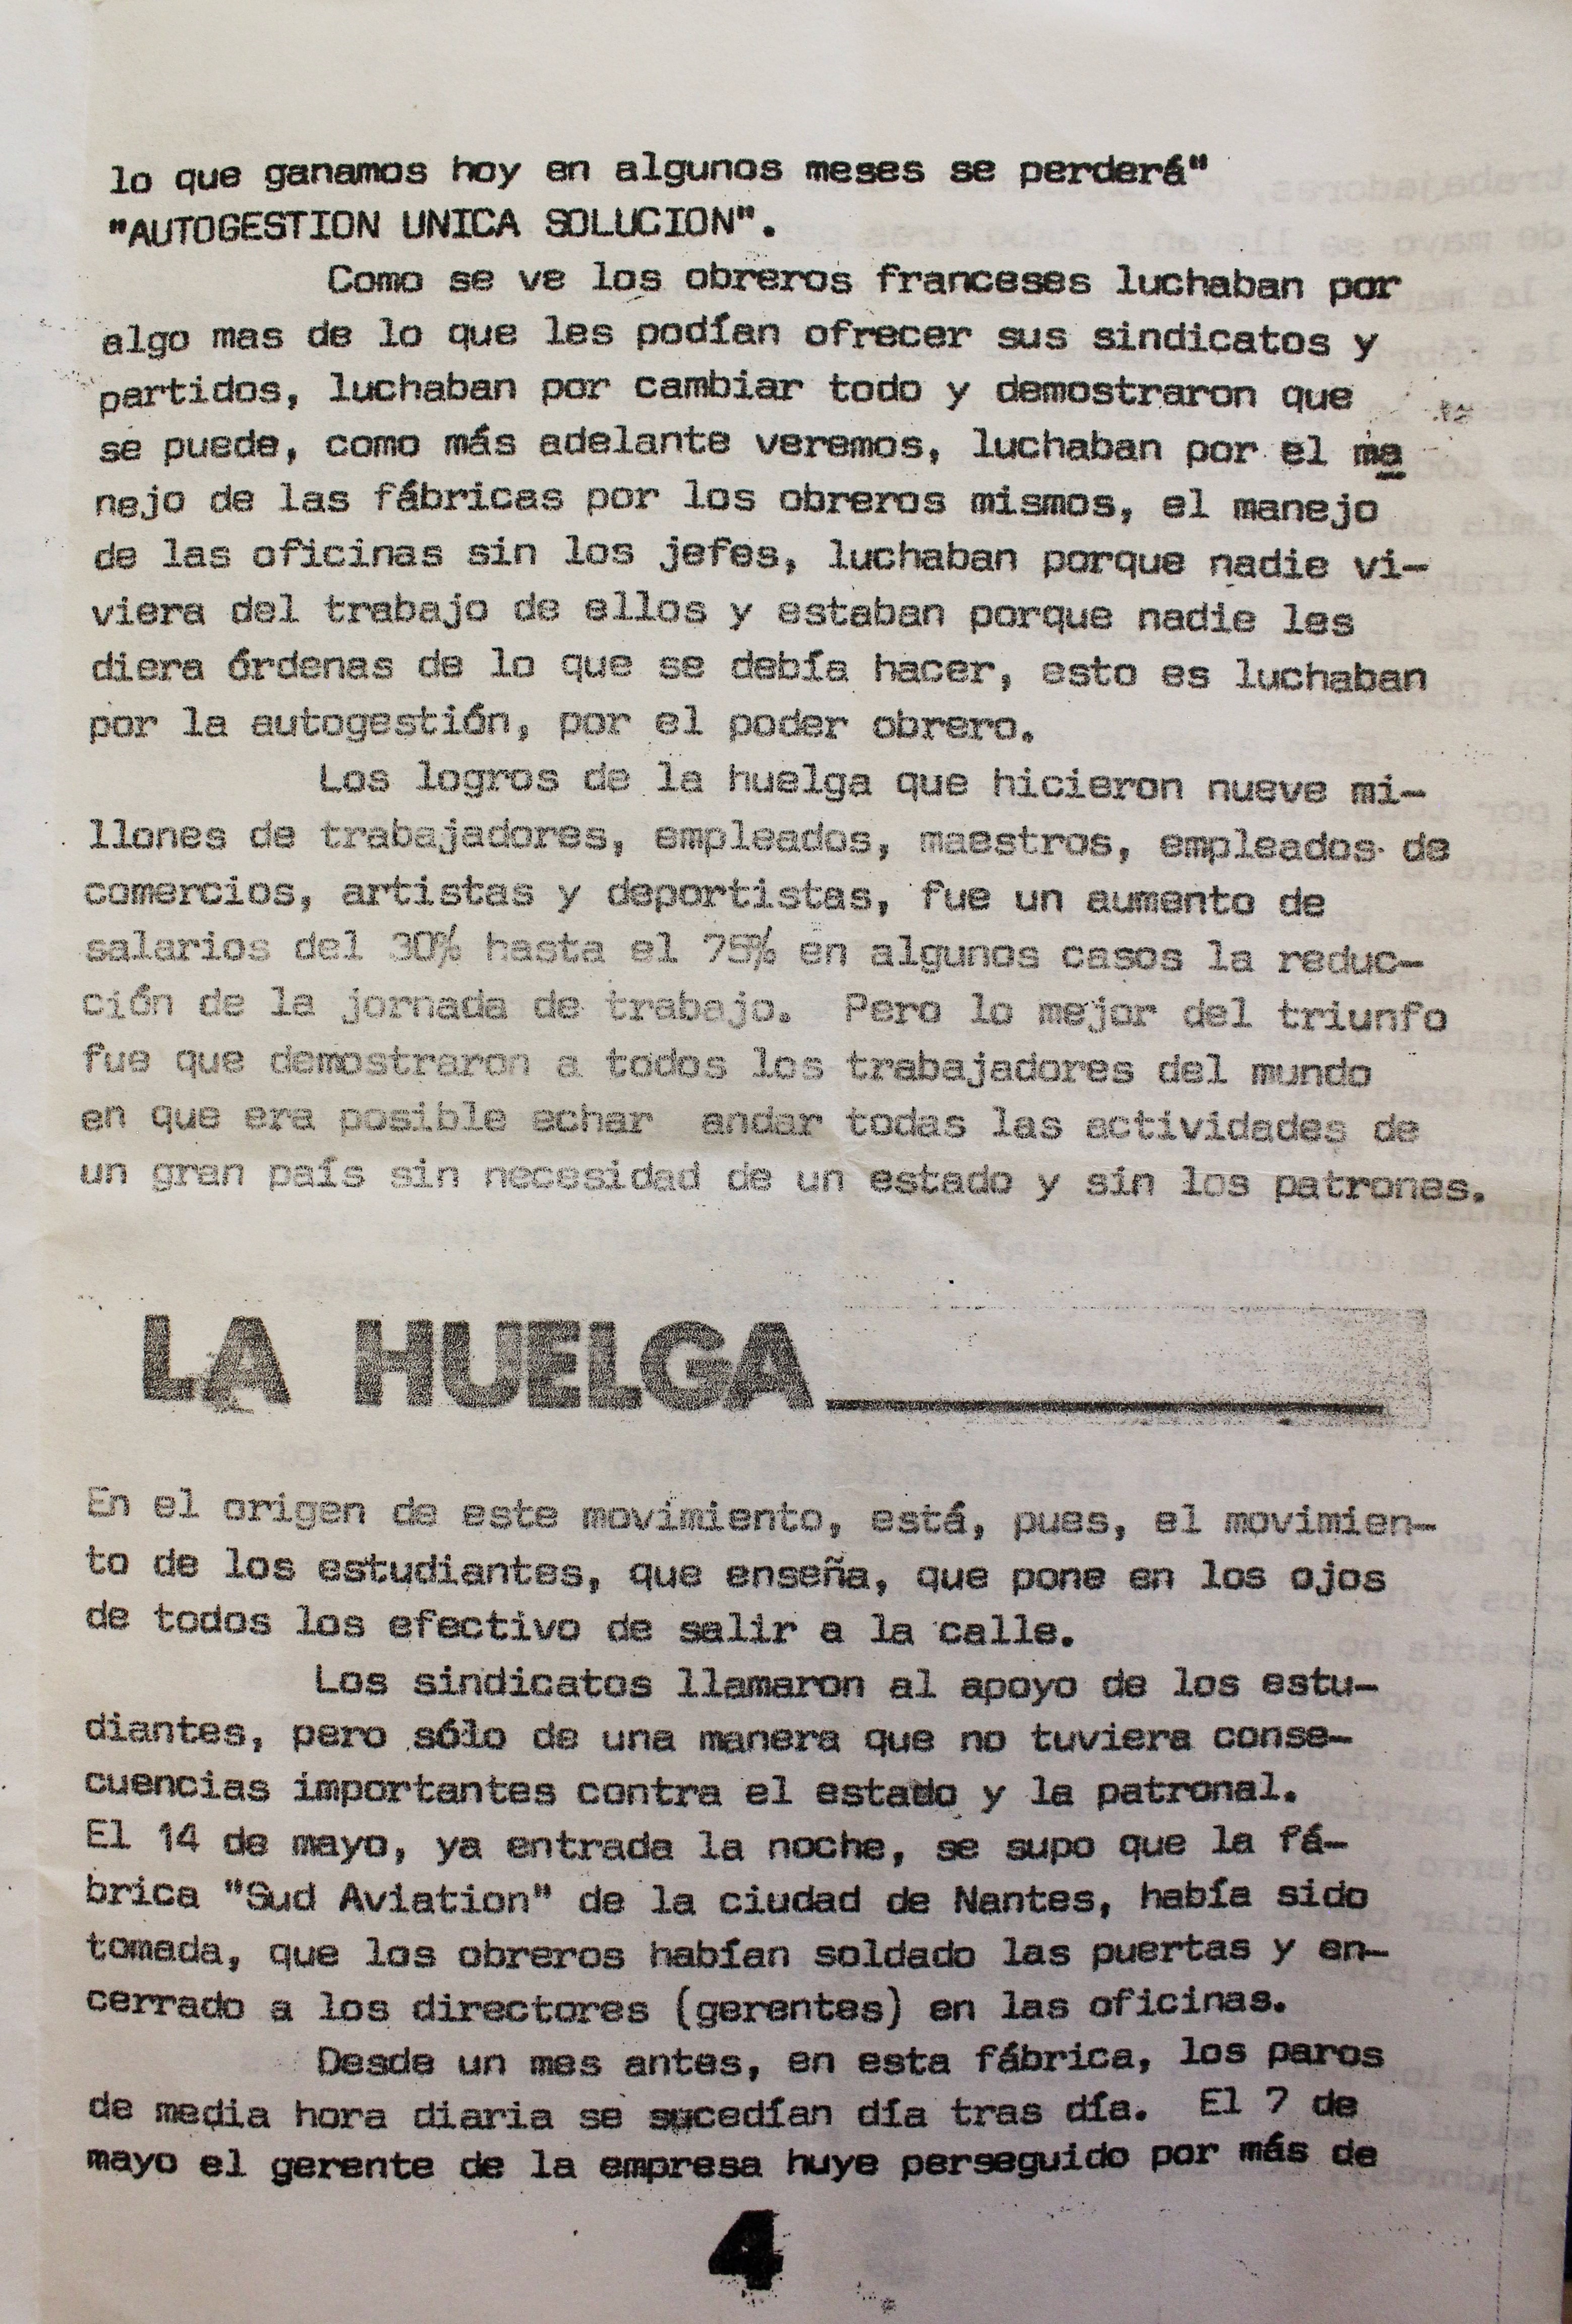 lo que ganamos hoy en algunos meses se perderá"
"AUTOGESTION UNICA SOLUCION".
Como se ve los obreros franceses luchaban por
algo mas de lo que les podían ofrecer sus sindicatos y
partidos, luchaban por cambiar todo y demostraron que
se puede, como más adelante veremos, luchaban por el ma
nejo de las fábricas por los obreros mismos, el manejo
de las oficinas sin los jefes, luchaban porque nadie vi-
viera del trabajo de ellos y estaban porque nadie les
diera órdenas de lo que se debía hacer, esto es luchaban
por la autogestión, por el poder obrero.
Los logros de la huelga que hicieron nueve mi-
llones de trabajadores, empleados, maestros, empleados de
comercios, artistas y deportistas, fue un aumento de
salarios del 30% hasta el 75% en algunos casos la reduc-
ción de la jornada de trabajo. Pero lo mejor del triunfo
fue que demostraron a todos los trabajadores del mundo
en que era posible echar andar todas las actividades de
un gran país sin necesidad de un estado y sin los patrones.
LA HUELGA
En el origen de este movimiento, está, pues, el movimien-
to de los estudiantes, que enseña, que pone en los ojos
de todos los efectivo de salir a la calle.
Los sindicatos llamaron al apoyo de los estu-
diantes, pero sólo de una manera que no tuviera conse-
cuencias importantes contra el estado y la patronal.
El 14 de mayo, ya entrada la noche, se supo que la fá-
brica "Sud Aviation" de la ciudad de Nantes, había sido
tomada, que los obreros habían soldado las puertas y en-
cerrado a los directores (gerentes) en las oficinas.
Desde un mes antes, en esta fábrica, los paros
de media hora diaria se sucedían día tras día. El 7 de
mayo el gerente de la empresa huye perseguido por más de
4